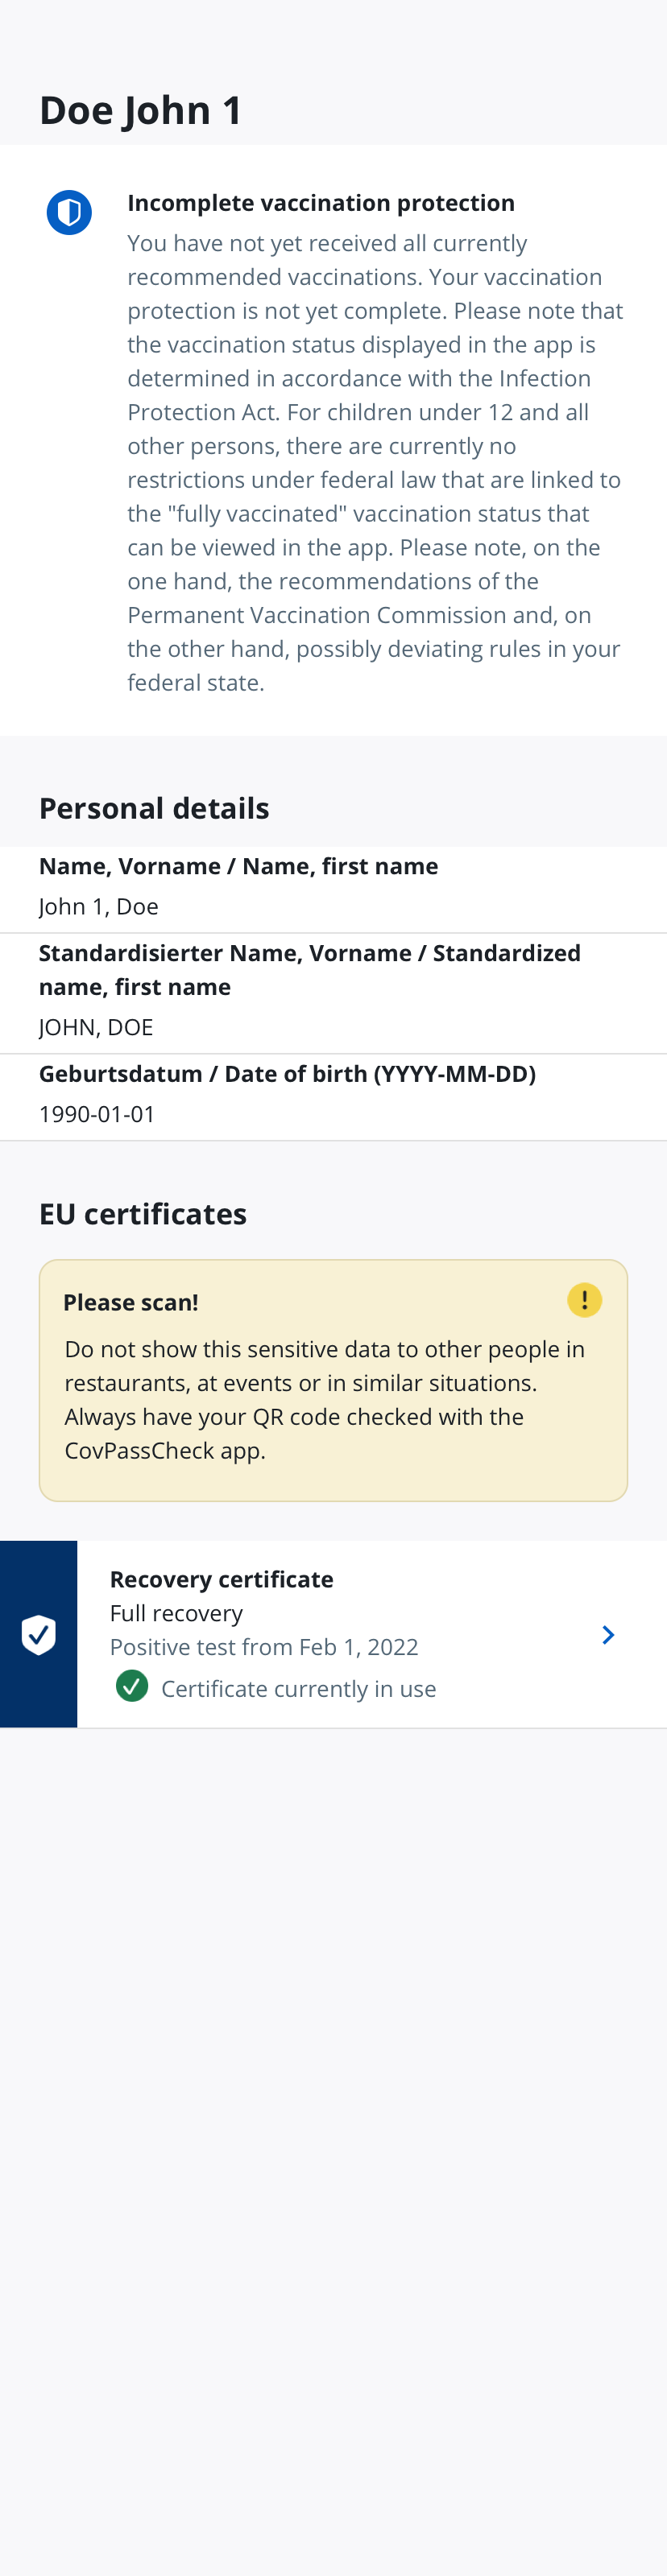 Doe John 1
Incomplete vaccination protection
You have not yet received all currently
recommended vaccinations. Your vaccination
protection is not yet complete. Please note that
the vaccination status displayed in the app is
determined in accordance with the Infection
Protection Act. For children under 12 and all
other persons, there are currently no
restrictions under federal law that are linked to
the "fully vaccinated" vaccination status that
can be viewed in the app. Please note, on the
one hand, the recommendations of the
Permanent Vaccination Commission and, on
the other hand, possibly deviating rules in your
federal state.
Personal details
Name, Vorname / Name, first name
John 1, Doe
Standardisierter Name, Vorname / Standardized
name, first name
JOHN, DOE
Geburtsdatum / Date of birth (YYYY-MM-DD)
1990-01-01
EU certificates
Please scan!
Do not show this sensitive data to other people in
restaurants, at events or in similar situations.
Always have your QR code checked with the
CovPassCheck app.
Recovery certificate
Full recovery
Positive test from Feb 1, 2022
Certificate currently in use